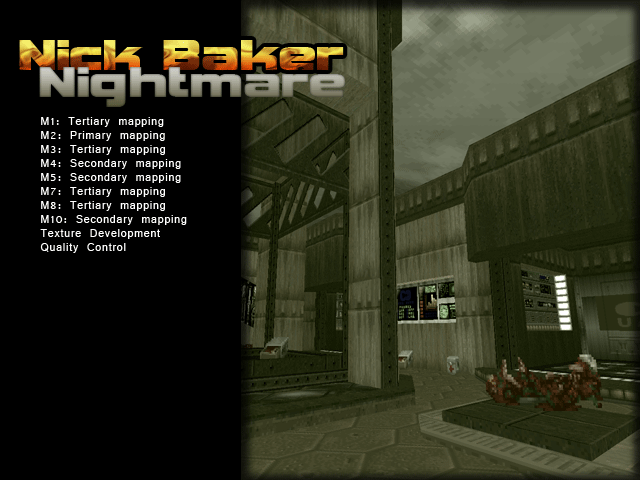 Nick Baker
Nightmare
M1: Tertiary mapping
M2: Primary mapping
M3: Tertiary mapping
M4: Secondary mapping
M5: Secondary mapping
M7: Tertiary mapping
M8: Tertiary mapping
M10: Secondary mapping
Texture Development
Quality Control